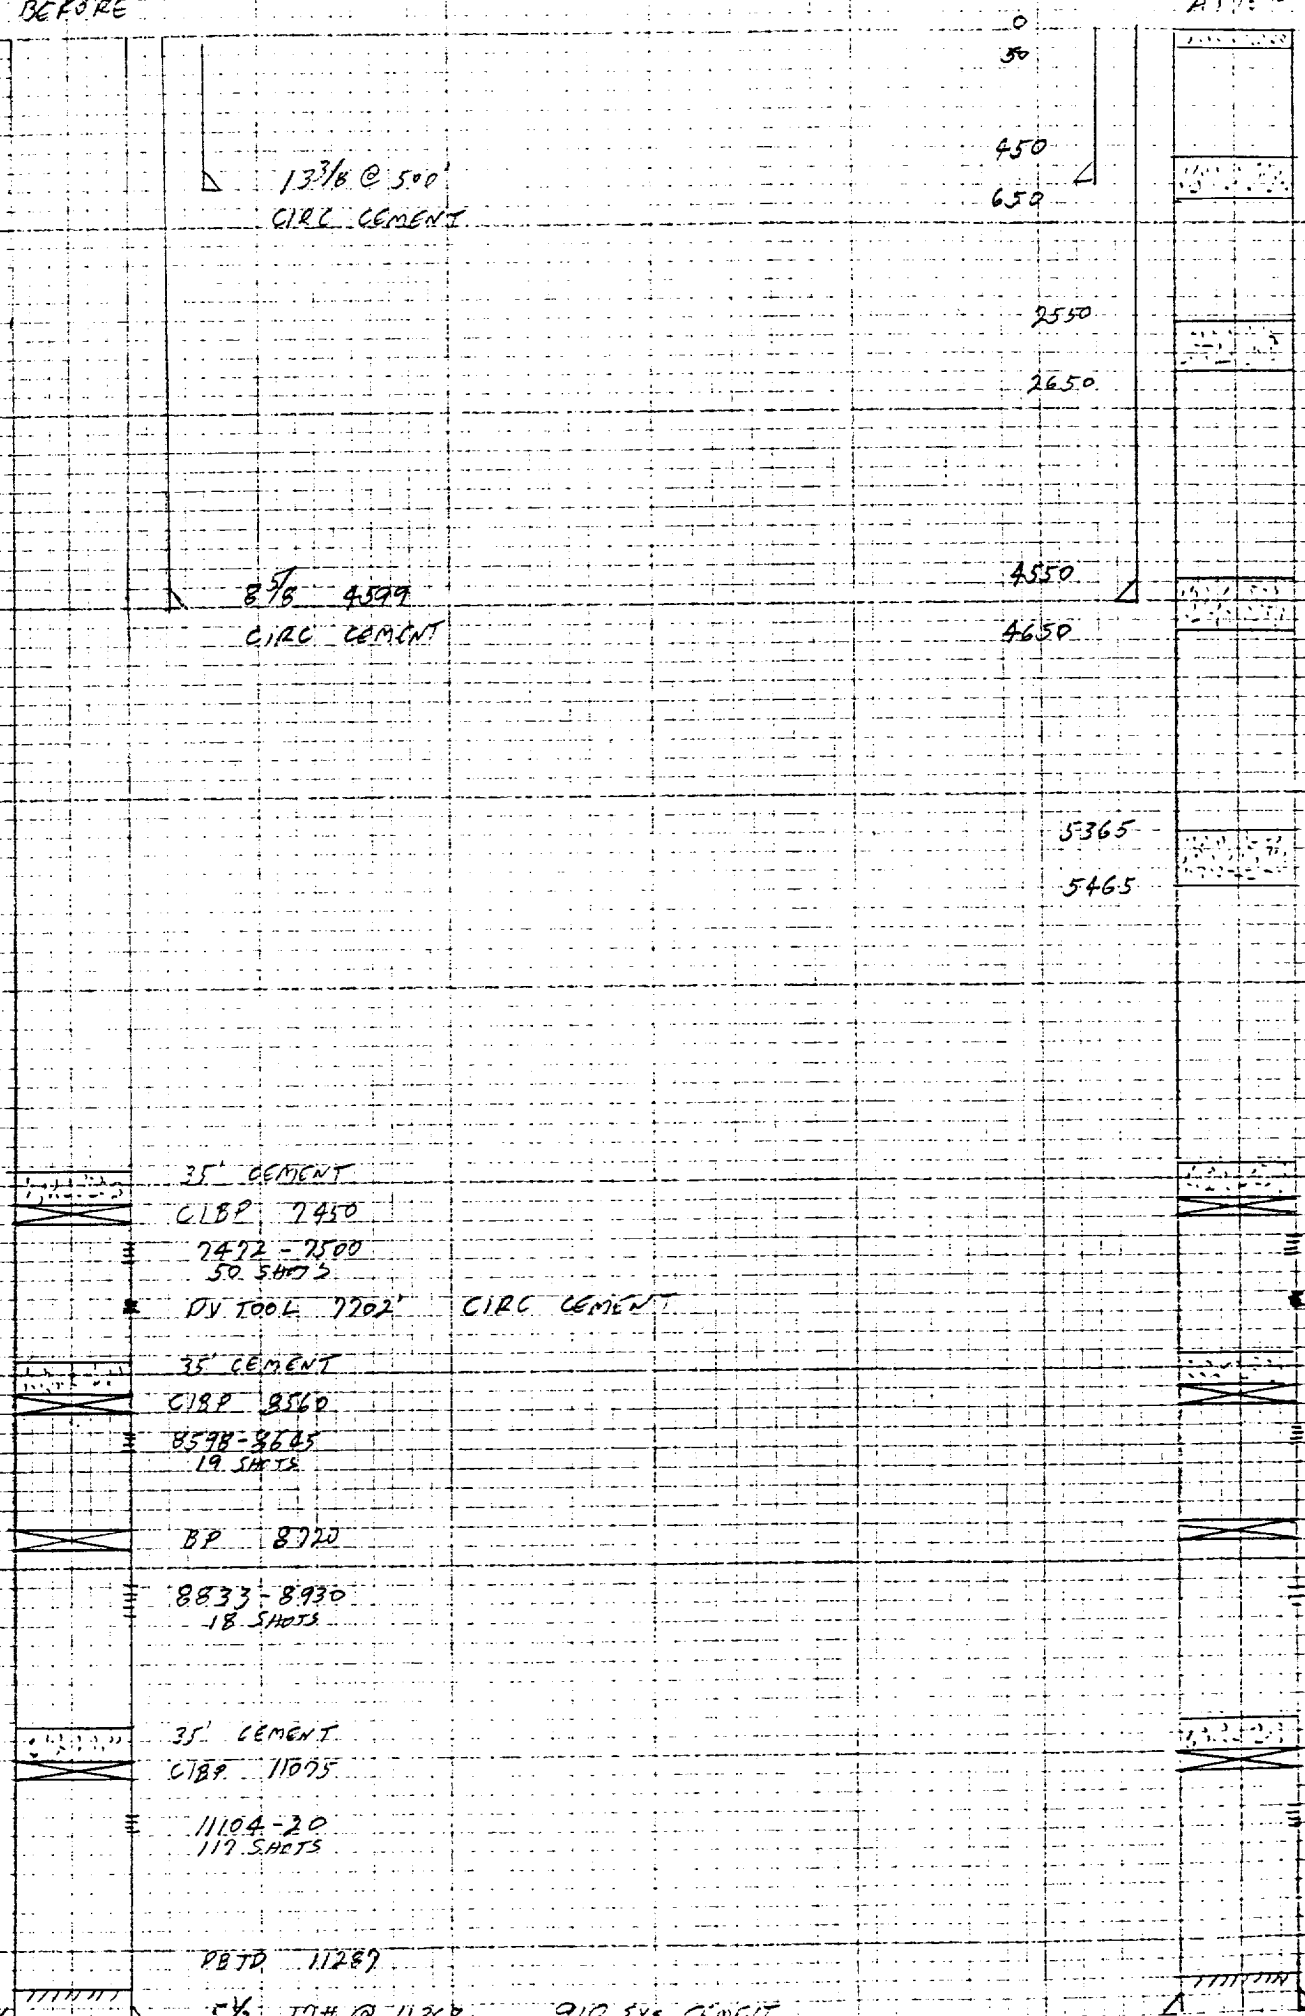 BEFORE
0
50
450
13 3/8 @ 500'
650
CIRC CEMENT
2550
2650
8 5/8 4599
4550
CIRC CEMENT
4650
5365
5465
35' CEMENT
CIBP 7450
7472 - 7500
50 SHOTS
DV TOOL 7702' CIRC CEMENT
35' CEMENT
CIBP 8560
8598-8645
19 SHOTS
BP 8720
8833-8930
18 SHOTS
35' CEMENT
CIBP 11075
11104-20
117 SHOTS
PBTD 11287
17# @